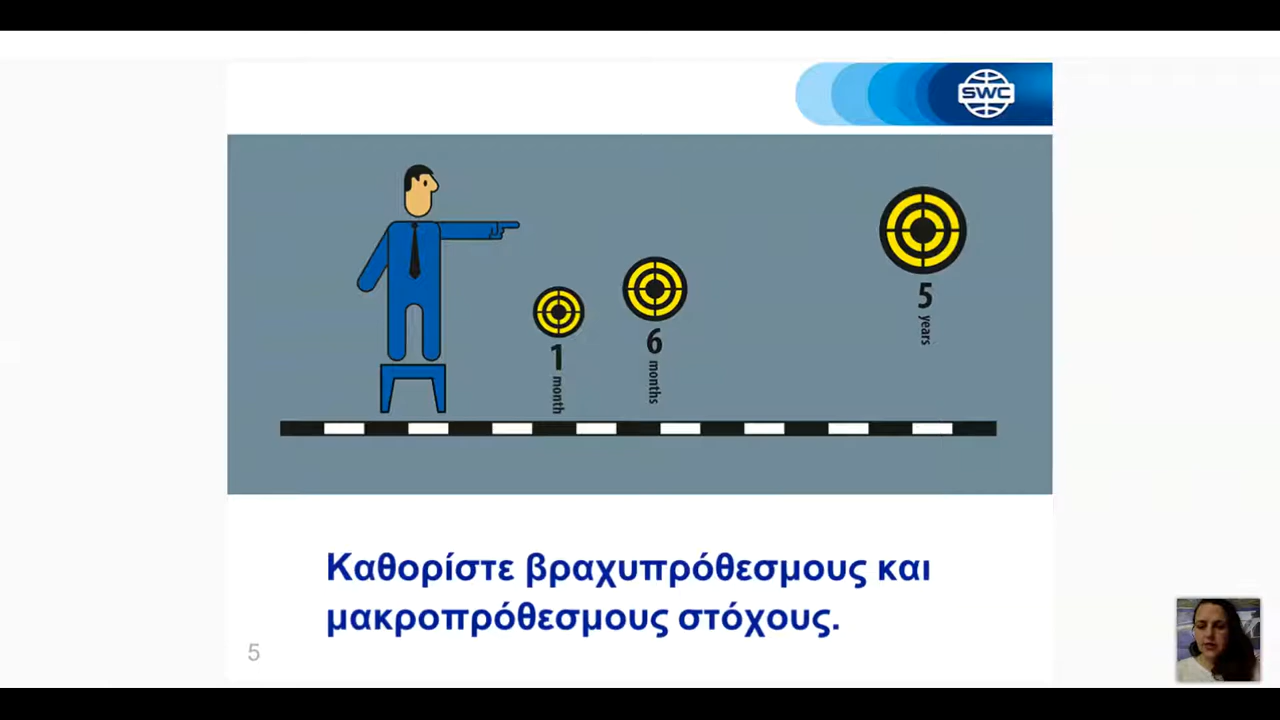 SWC
1
month
6
months
5
years
Καθορίστε βραχυπρόθεσμους και
μακροπρόθεσμους στόχους.
5